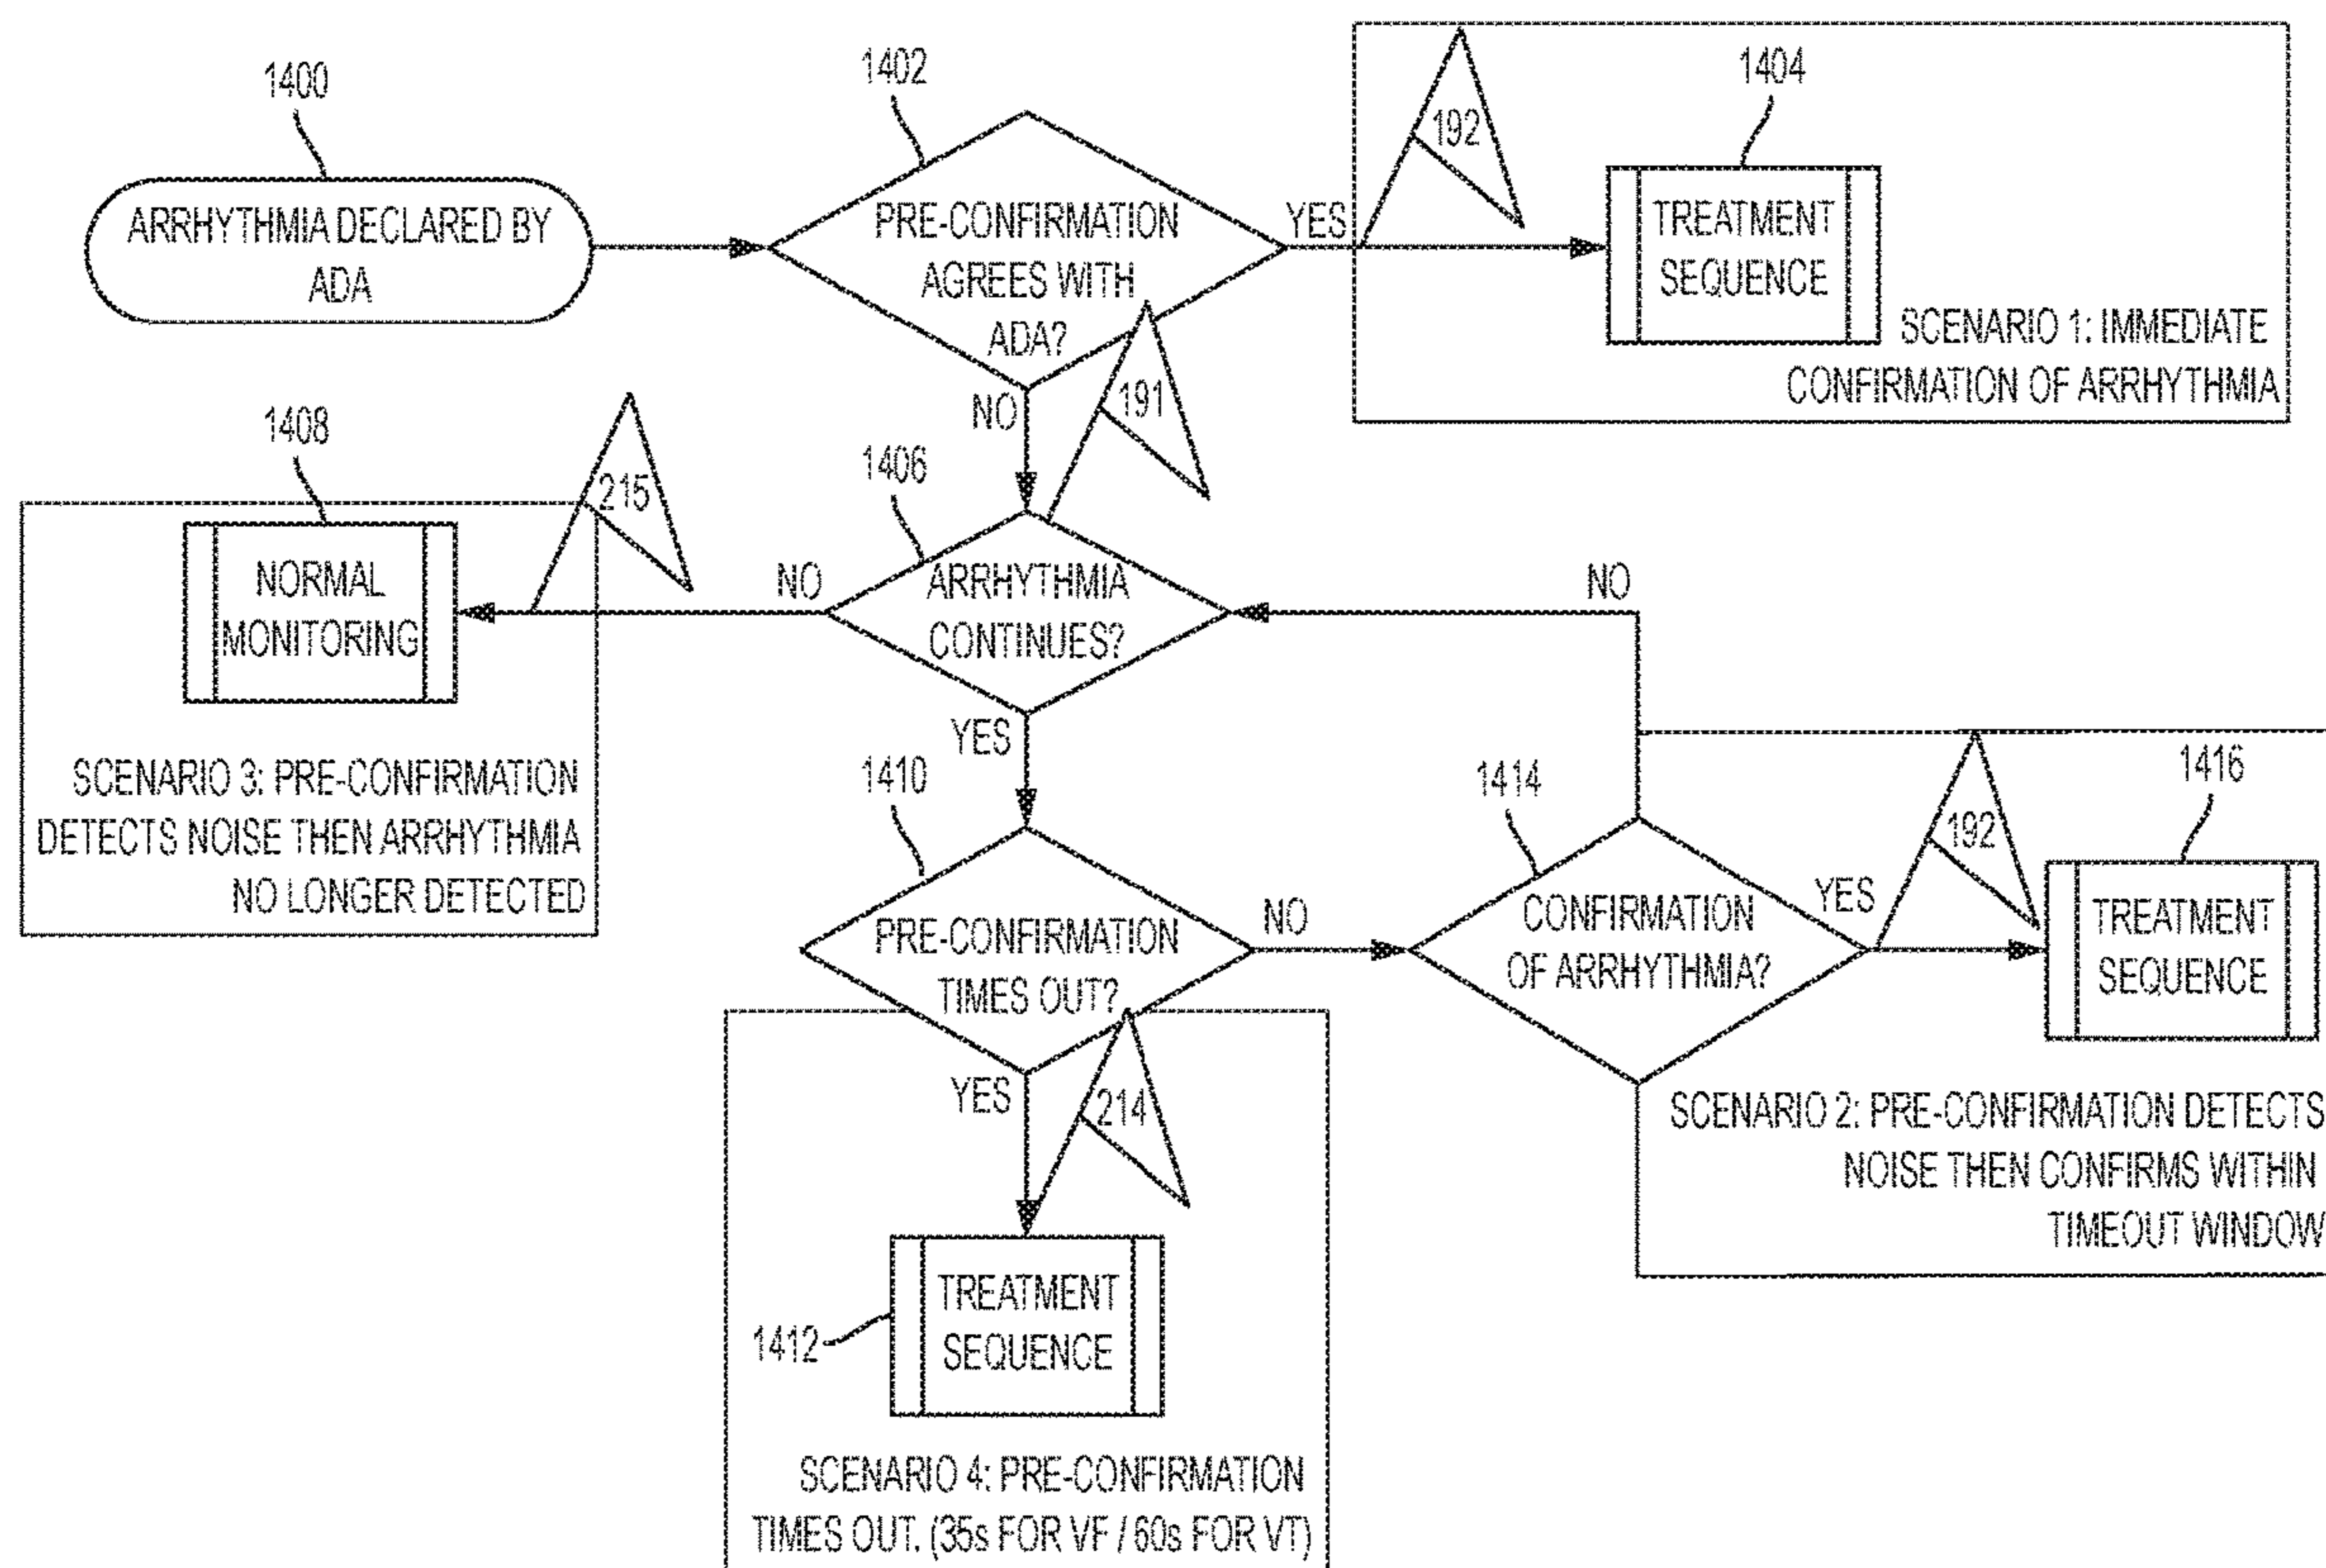 1400
ARRHYTHMIA DECLARED BY
ADA
1402
PRE-CONFIRMATION
AGREES WITH
ADA?
YES
NO
192
1404
TREATMENT
SEQUENCE
SCENARIO 1: IMMEDIATE
CONFIRMATION OF ARRHYTHMIA
191
1406
ARRHYTHMIA
CONTINUES?
NO
YES
215
1408
NORMAL
MONITORING
SCENARIO 3: PRE-CONFIRMATION
DETECTS NOISE THEN ARRHYTHMIA
NO LONGER DETECTED
1410
PRE-CONFIRMATION
TIMES OUT?
NO
YES
1414
CONFIRMATION
OF ARRHYTHMIA?
NO
YES
192
1416
TREATMENT
SEQUENCE
SCENARIO 2: PRE-CONFIRMATION DETECTS
NOISE THEN CONFIRMS WITHIN
TIMEOUT WINDOW
214
1412
TREATMENT
SEQUENCE
SCENARIO 4: PRE-CONFIRMATION
TIMES OUT. (35s FOR VF / 60s FOR VT)